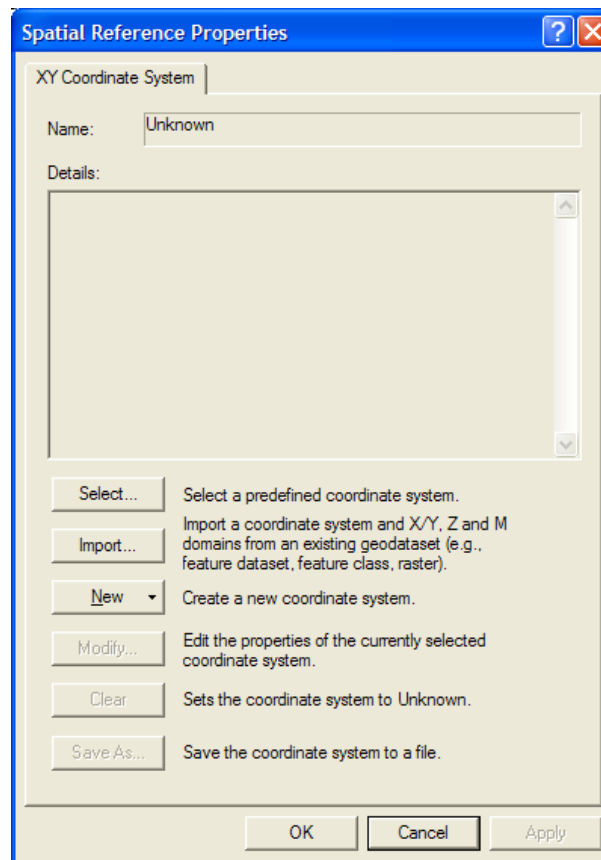 Spatial Reference Properties
XY Coordinate System
Name: Unknown
Details:
Select... Select a predefined coordinate system.
Import... Import a coordinate system and X/Y, Z and M
domains from an existing geodataset (e.g.,
feature dataset, feature class, raster).
New Create a new coordinate system.
Modify... Edit the properties of the currently selected
coordinate system.
Clear Sets the coordinate system to Unknown.
Save As... Save the coordinate system to a file.
OK Cancel Apply